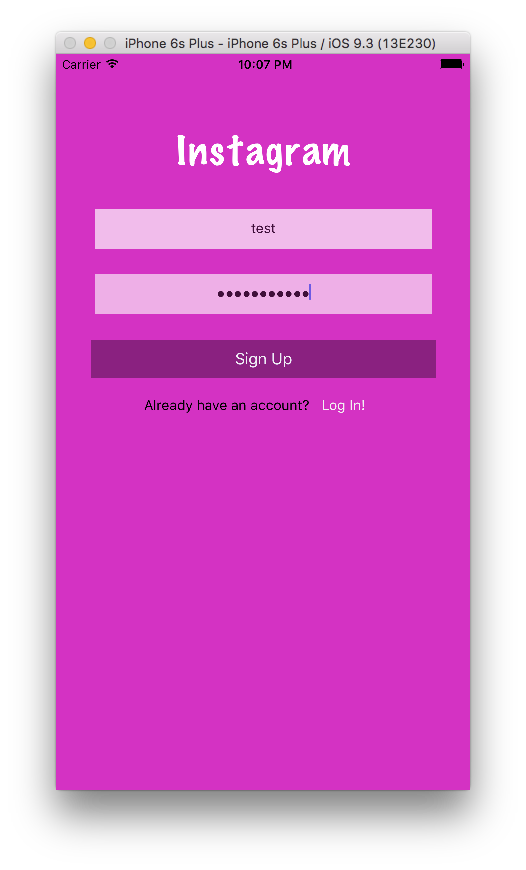 iPhone 6s Plus - iPhone 6s Plus / iOS 9.3 (13E230)
Carrier 10:07 PM
Instagram
test
•••••••••••
Sign Up
Already have an account? Log In!